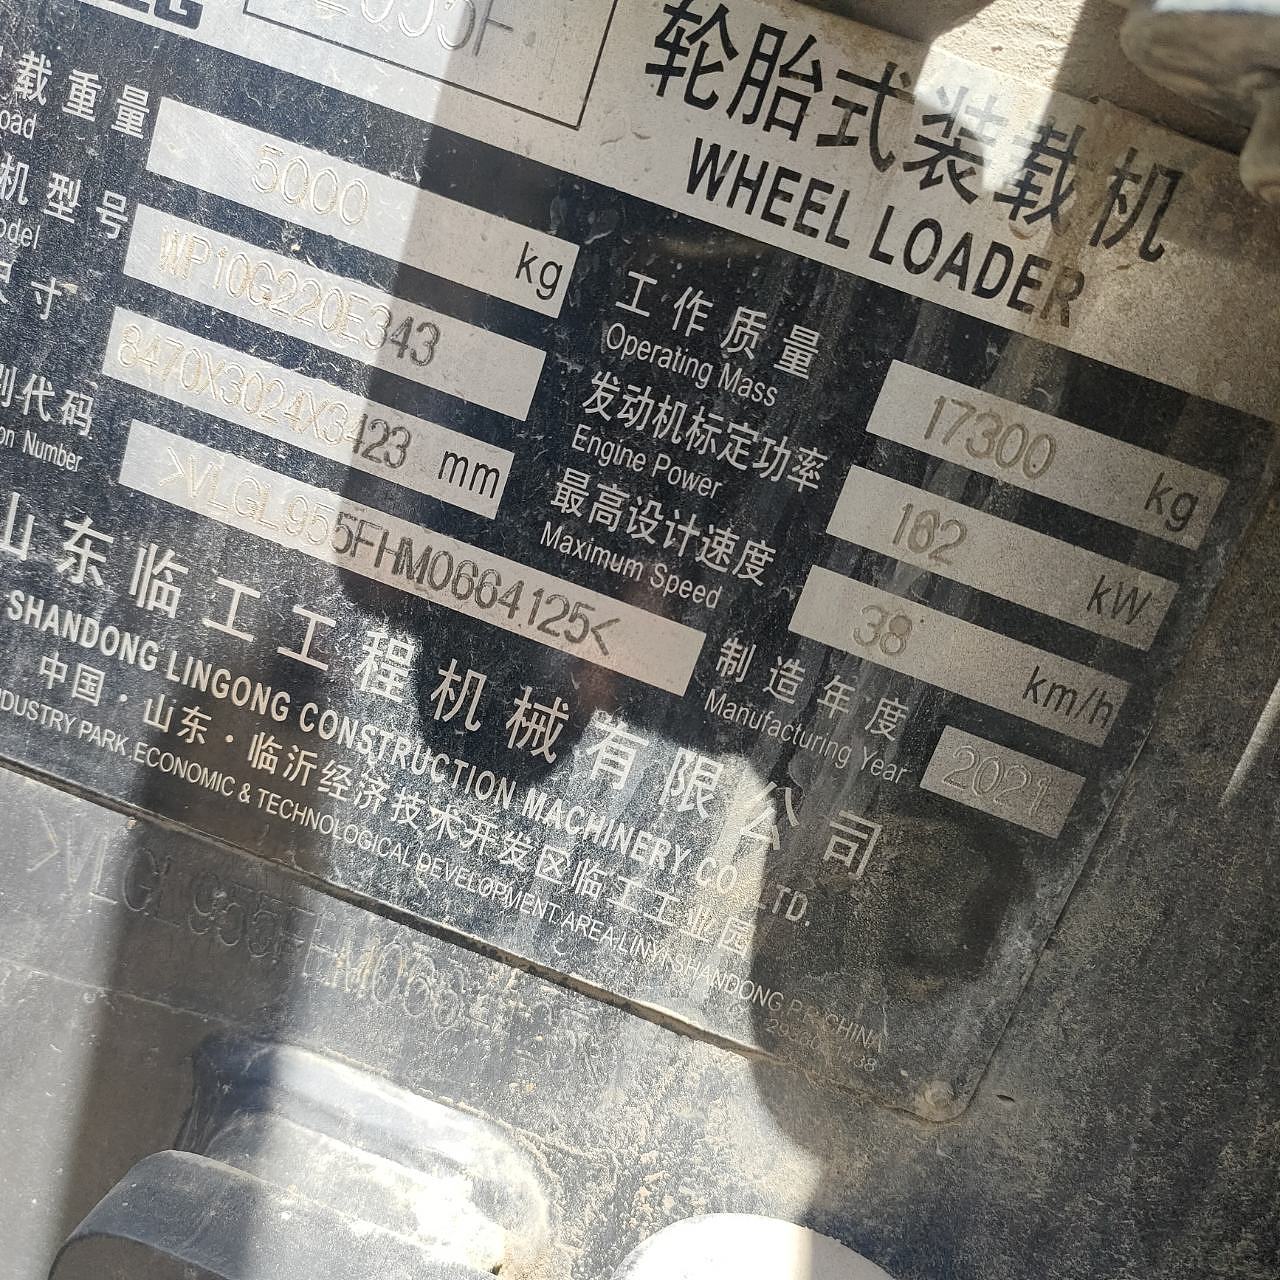 轮胎式装载机
WHEEL LOADER
载重量
oad
5000 kg
机型号
odel
WP10G220E343
尺寸
8470X3024X3423 mm
别代码
on Number
>VLGL955FHM0664125<
工作质量
Operating Mass
17300 kg
发动机标定功率
Engine Power
162 kW
最高设计速度
Maximum Speed
38 km/h
制造年度
Manufacturing Year
2021
山东临工工程机械有限公司
SHANDONG LINGONG CONSTRUCTION MACHINERY CO., LTD.
中国·山东·临沂经济技术开发区临工工业园
INDUSTRY PARK,ECONOMIC & TECHNOLOGICAL DEVELOPMENT AREA,LINYI SHANDONG P.R.CHINA